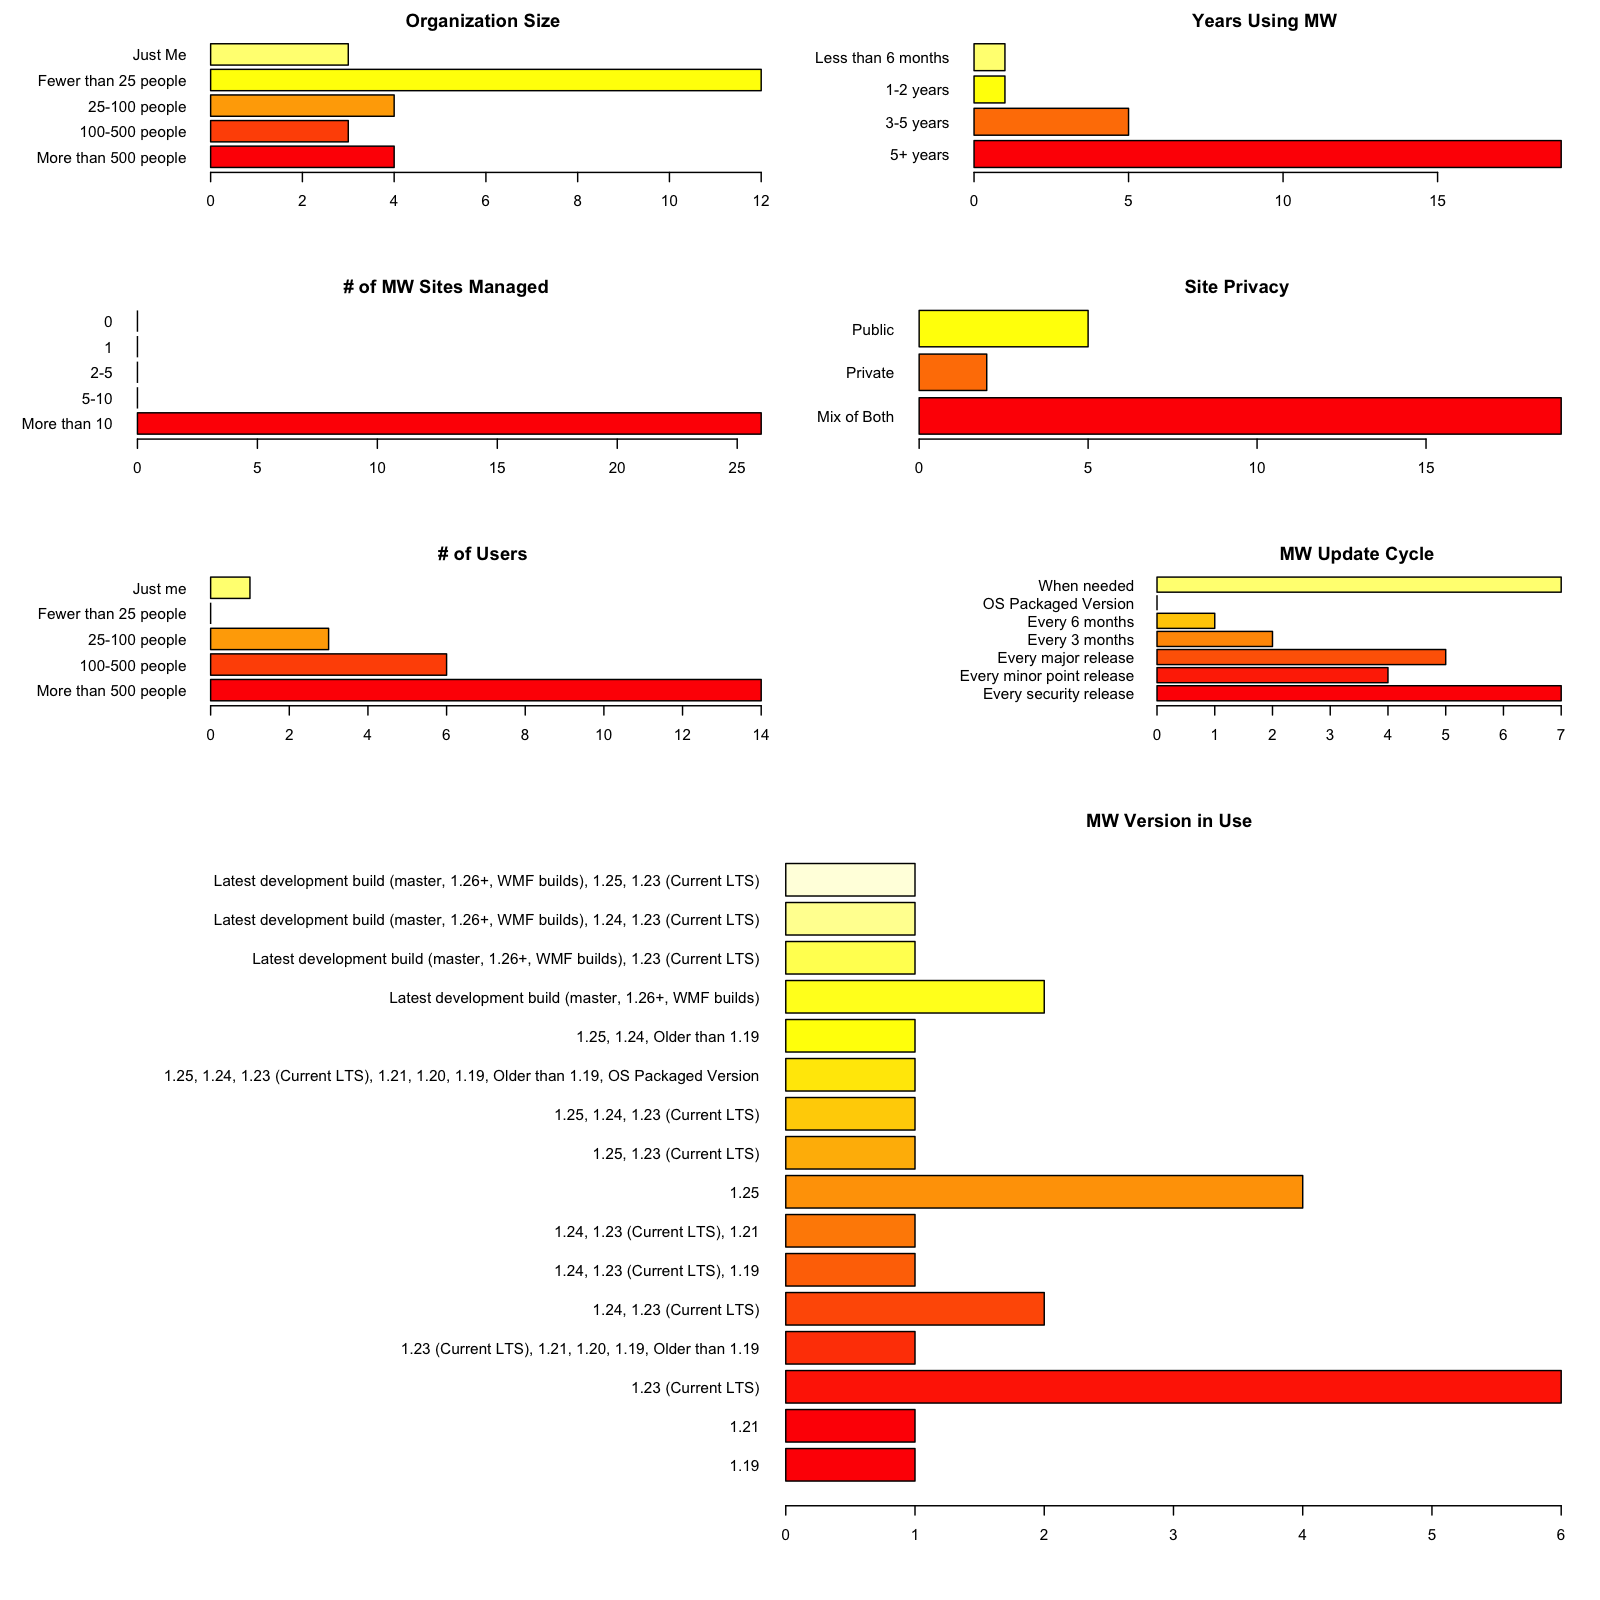 Organization Size
Just Me
Fewer than 25 people
25-100 people
100-500 people
More than 500 people
0 2 4 6 8 10 12
Years Using MW
Less than 6 months
1-2 years
3-5 years
5+ years
0 5 10 15
# of MW Sites Managed
0
1
2-5
5-10
More than 10
0 5 10 15 20 25
Site Privacy
Public
Private
Mix of Both
0 5 10 15
# of Users
Just me
Fewer than 25 people
25-100 people
100-500 people
More than 500 people
0 2 4 6 8 10 12 14
MW Update Cycle
When needed
OS Packaged Version
Every 6 months
Every 3 months
Every major release
Every minor point release
Every security release
0 1 2 3 4 5 6 7
MW Version in Use
Latest development build (master, 1.26+, WMF builds), 1.25, 1.23 (Current LTS)
Latest development build (master, 1.26+, WMF builds), 1.24, 1.23 (Current LTS)
Latest development build (master, 1.26+, WMF builds), 1.23 (Current LTS)
Latest development build (master, 1.26+, WMF builds)
1.25, 1.24, Older than 1.19
1.25, 1.24, 1.23 (Current LTS), 1.21, 1.20, 1.19, Older than 1.19, OS Packaged Version
1.25, 1.24, 1.23 (Current LTS)
1.25, 1.23 (Current LTS)
1.25
1.24, 1.23 (Current LTS), 1.21
1.24, 1.23 (Current LTS), 1.19
1.24, 1.23 (Current LTS)
1.23 (Current LTS), 1.21, 1.20, 1.19, Older than 1.19
1.23 (Current LTS)
1.21
1.19
0 1 2 3 4 5 6